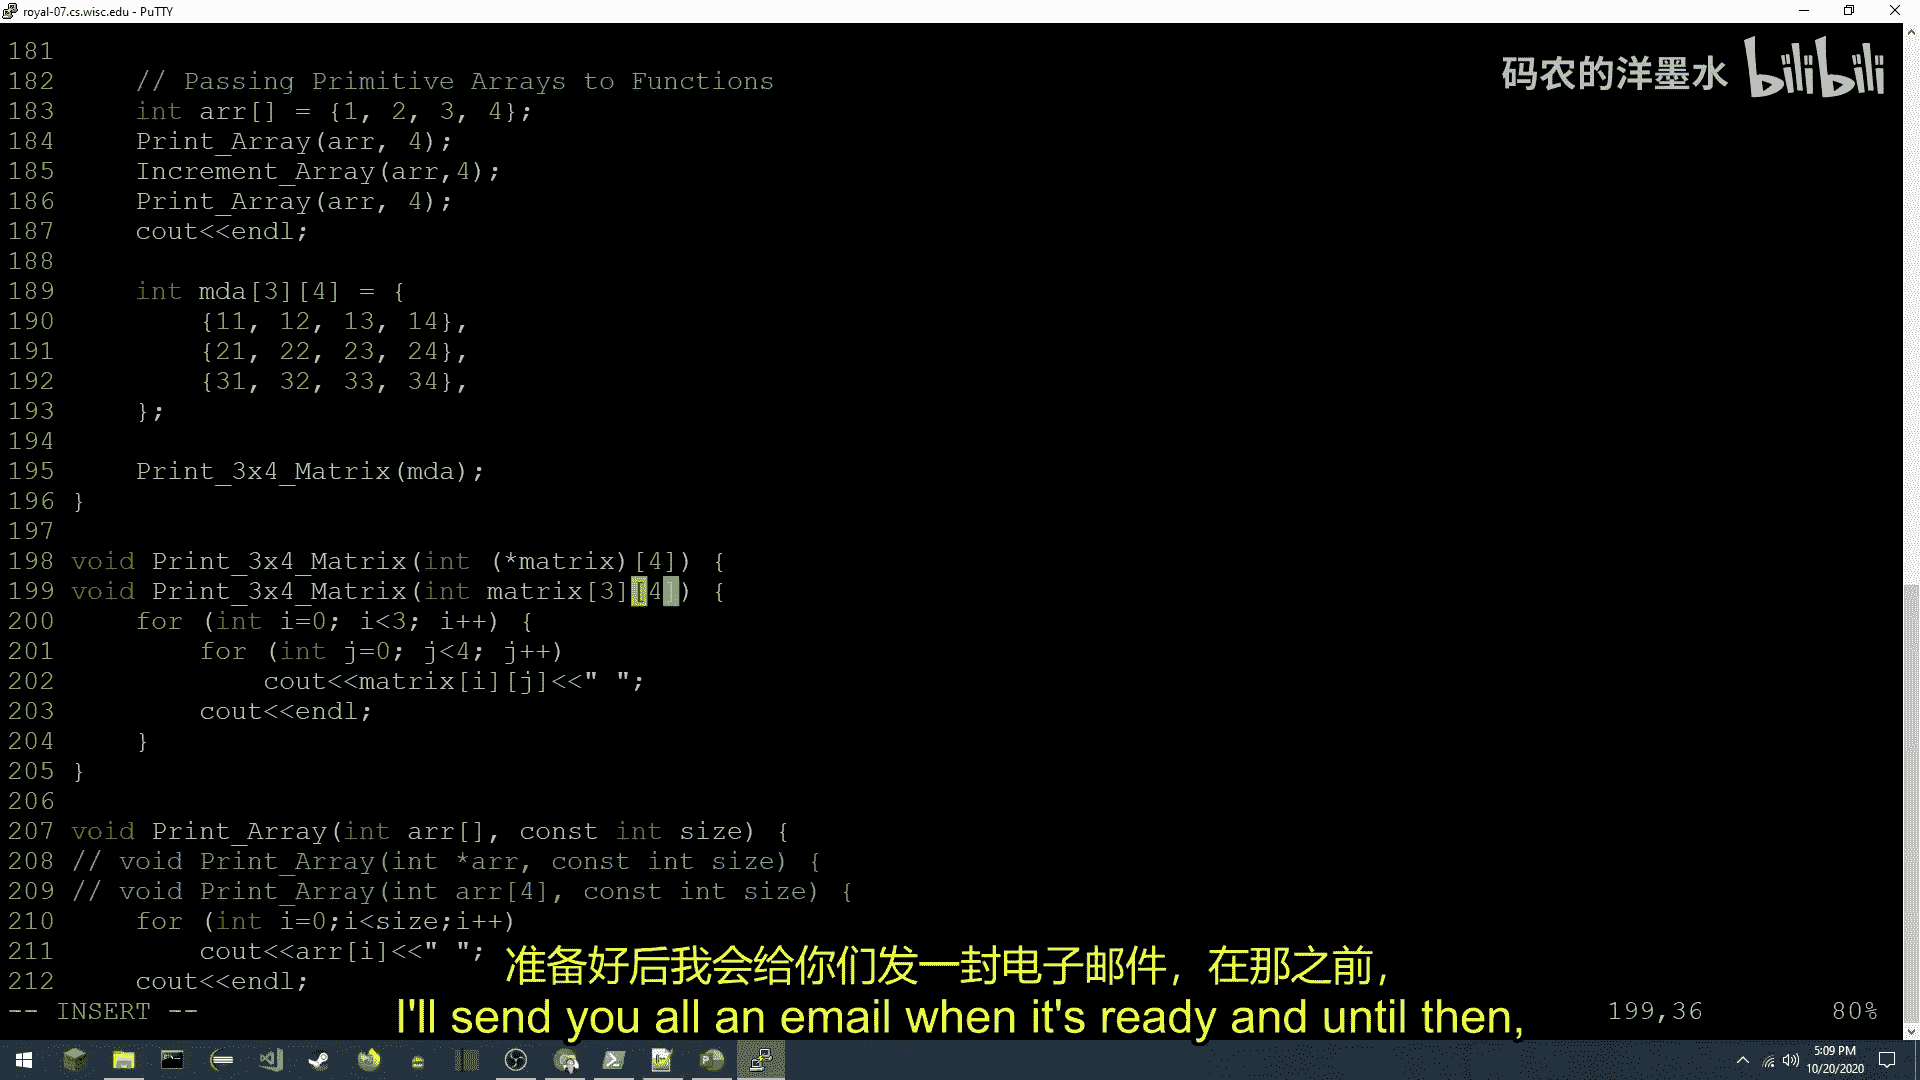 royal-07.cs.wisc.edu - PuTTY
码农的洋墨水 bilibili
181
182     // Passing Primitive Arrays to Functions
183     int arr[] = {1, 2, 3, 4};
184     Print_Array(arr, 4);
185     Increment_Array(arr,4);
186     Print_Array(arr, 4);
187     cout<<endl;
188
189     int mda[3][4] = {
190         {11, 12, 13, 14},
191         {21, 22, 23, 24},
192         {31, 32, 33, 34},
193     };
194
195     Print_3x4_Matrix(mda);
196 }
197
198 void Print_3x4_Matrix(int (*matrix)[4]) {
199 void Print_3x4_Matrix(int matrix[3][4]) {
200     for (int i=0; i<3; i++) {
201         for (int j=0; j<4; j++)
202             cout<<matrix[i][j]<<" ";
203         cout<<endl;
204     }
205 }
206
207 void Print_Array(int arr[], const int size) {
208 // void Print_Array(int *arr, const int size) {
209 // void Print_Array(int arr[4], const int size) {
210     for (int i=0;i<size;i++)
211         cout<<arr[i]<<" ";
212     cout<<endl;
-- INSERT -- 199,36 80%
准备好后我会给你们发一封电子邮件，在那之前，
I'll send you all an email when it's ready and until then,
5:09 PM
10/20/2020